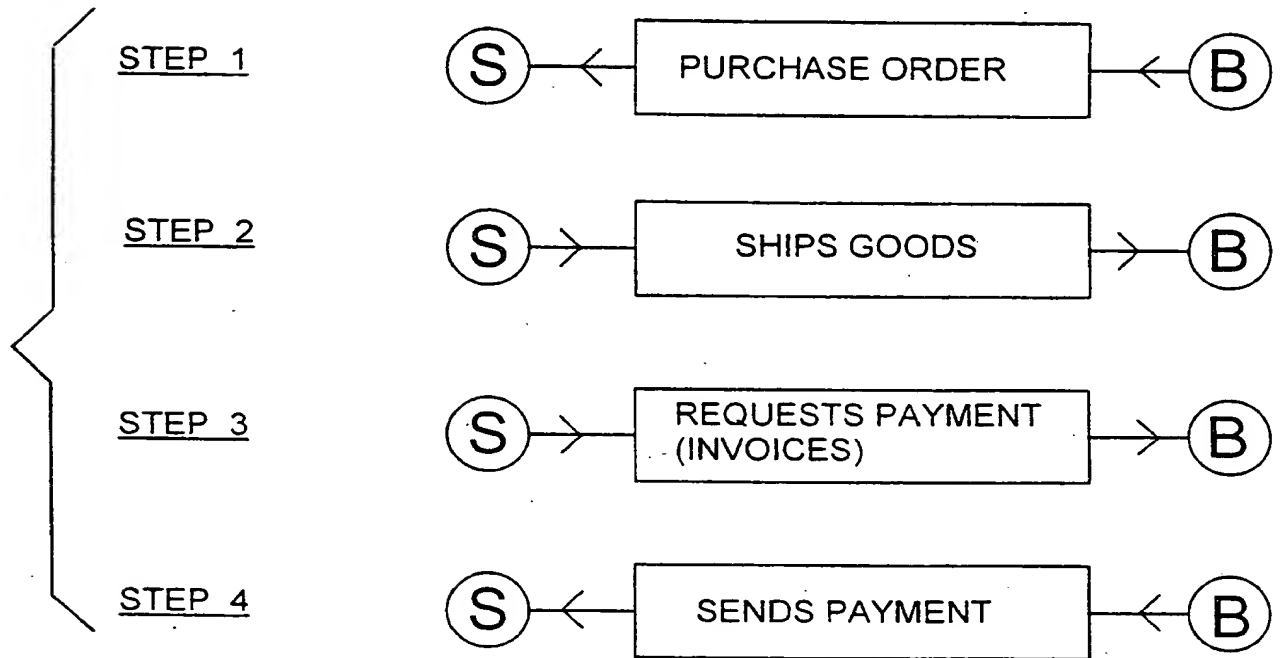 STEP 1 S PURCHASE ORDER B
STEP 2 S SHIPS GOODS B
STEP 3 S REQUESTS PAYMENT B
(INVOICES)
STEP 4 S SENDS PAYMENT B